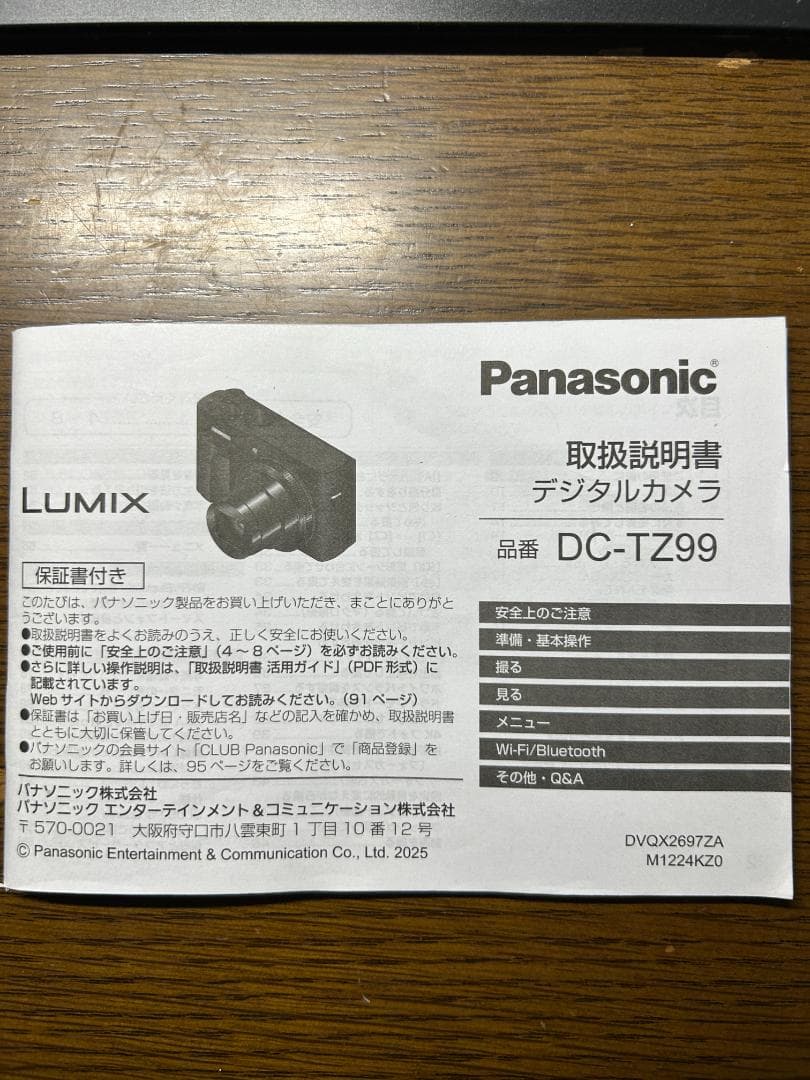 Panasonic®
取扱説明書
デジタルカメラ
品番 DC-TZ99
LUMIX
保証書付き
このたびは、パナソニック製品をお買い上げいただき、まことにありがと
うございます。
●取扱説明書をよくお読みのうえ、正しく安全にお使いください。
●ご使用前に「安全上のご注意」(4～8ページ)を必ずお読みください。
●さらに詳しい操作説明は、「取扱説明書 活用ガイド」(PDF形式)に
記載されています。
Webサイトからダウンロードしてお読みください。(91ページ)
●保証書は「お買い上げ日・販売店名」などの記入を確かめ、取扱説明書
とともに大切に保管してください。
●パナソニックの会員サイト「CLUB Panasonic」で「商品登録」を
お願いします。詳しくは、95ページをご覧ください。
パナソニック株式会社
パナソニック エンターテインメント&コミュニケーション株式会社
〒570-0021 大阪府守口市八雲東町1丁目10番12号
© Panasonic Entertainment & Communication Co., Ltd. 2025
安全上のご注意
準備・基本操作
撮る
見る
メニュー
Wi-Fi/Bluetooth
その他・Q&A
DVQX2697ZA
M1224KZ0